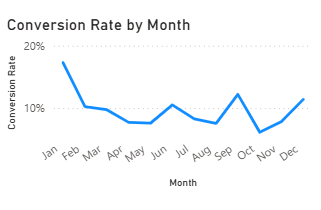 Conversion Rate by Month
20%
Conversion Rate
10%
Jan Feb Mar Apr May Jun Jul Aug Sep Oct Nov Dec
Month